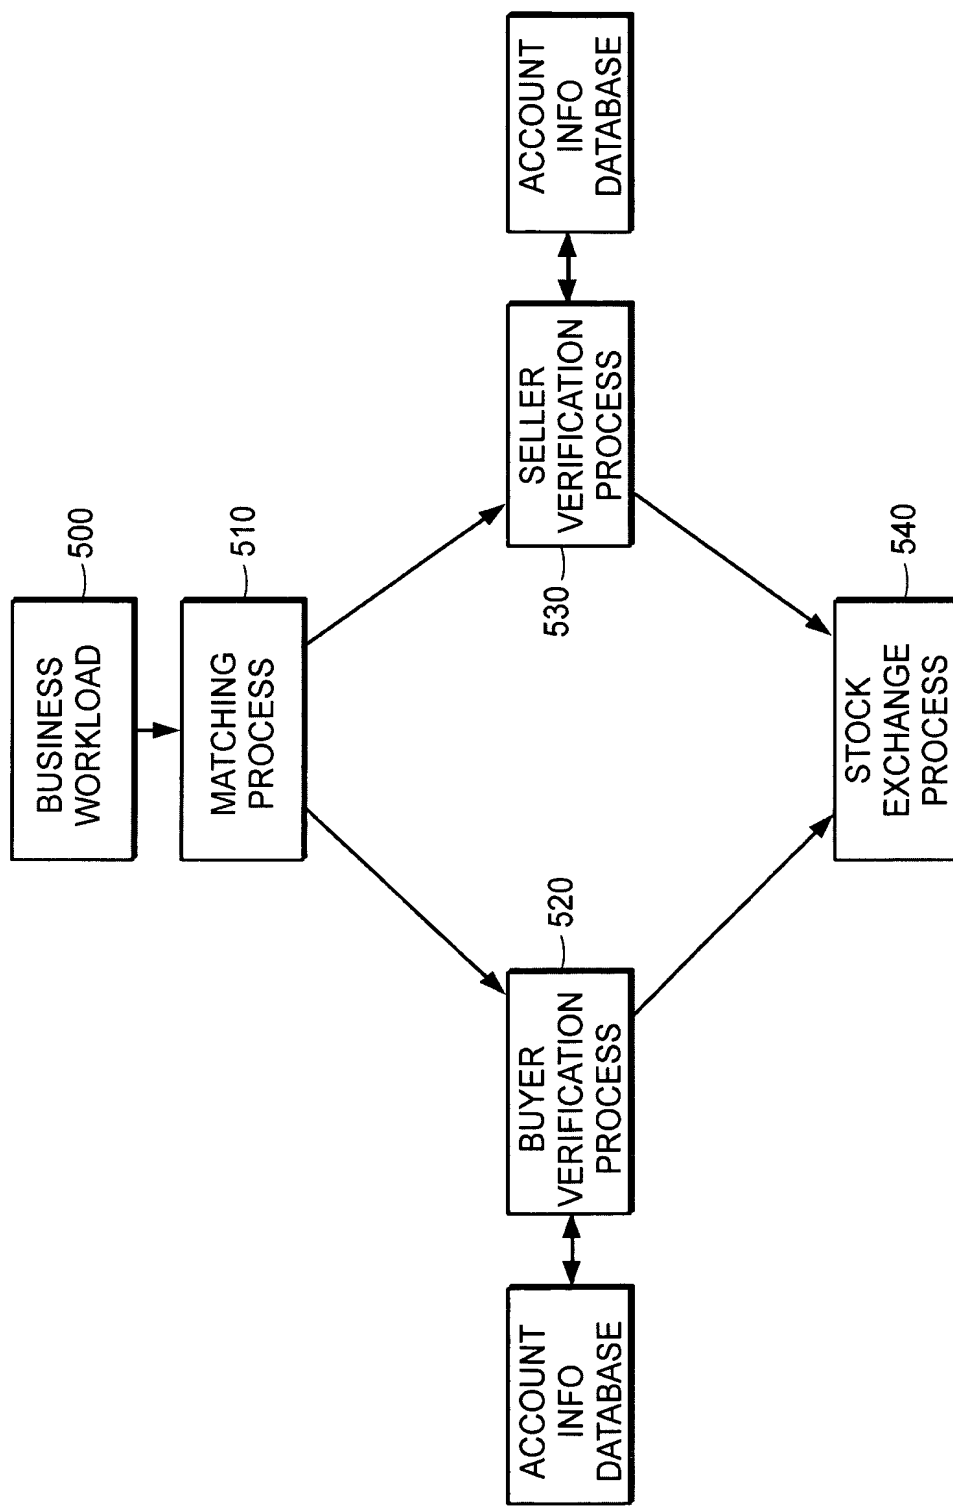 BUSINESS
WORKLOAD
500
MATCHING
PROCESS
510
ACCOUNT
INFO
DATABASE
BUYER
VERIFICATION
PROCESS
520
SELLER
VERIFICATION
PROCESS
530
ACCOUNT
INFO
DATABASE
STOCK
EXCHANGE
PROCESS
540